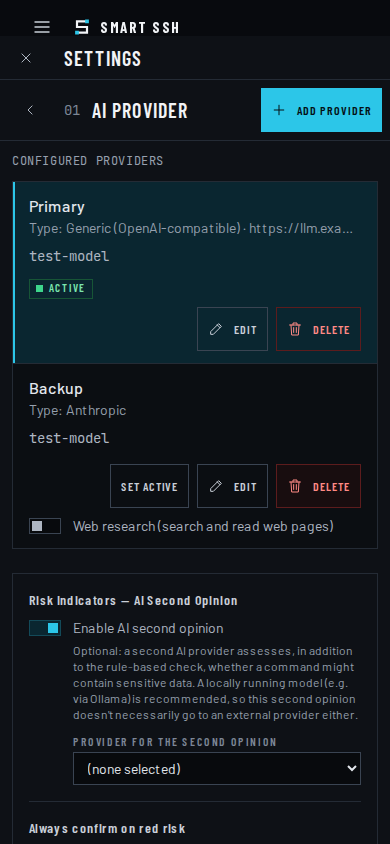 SMART SSH
SETTINGS
01 AI PROVIDER
ADD PROVIDER
CONFIGURED PROVIDERS
Primary
Type: Generic (OpenAI-compatible) · https://llm.exa...
test-model
ACTIVE
EDIT
DELETE
Backup
Type: Anthropic
test-model
SET ACTIVE
EDIT
DELETE
Web research (search and read web pages)
Risk Indicators — AI Second Opinion
Enable AI second opinion
Optional: a second AI provider assesses, in addition
to the rule-based check, whether a command might
contain sensitive data. A locally running model (e.g.
via Ollama) is recommended, so this second opinion
doesn't necessarily go to an external provider either.
PROVIDER FOR THE SECOND OPINION
(none selected)
Always confirm on red risk